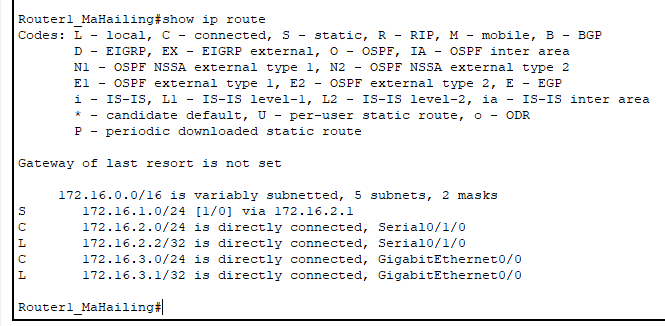 Router1_MaHailing#show ip route
Codes: L - local, C - connected, S - static, R - RIP, M - mobile, B - BGP
       D - EIGRP, EX - EIGRP external, O - OSPF, IA - OSPF inter area
       N1 - OSPF NSSA external type 1, N2 - OSPF NSSA external type 2
       E1 - OSPF external type 1, E2 - OSPF external type 2, E - EGP
       i - IS-IS, L1 - IS-IS level-1, L2 - IS-IS level-2, ia - IS-IS inter area
       * - candidate default, U - per-user static route, o - ODR
       P - periodic downloaded static route
Gateway of last resort is not set
     172.16.0.0/16 is variably subnetted, 5 subnets, 2 masks
S       172.16.1.0/24 [1/0] via 172.16.2.1
C       172.16.2.0/24 is directly connected, Serial0/1/0
L       172.16.2.2/32 is directly connected, Serial0/1/0
C       172.16.3.0/24 is directly connected, GigabitEthernet0/0
L       172.16.3.1/32 is directly connected, GigabitEthernet0/0
Router1_MaHailing#